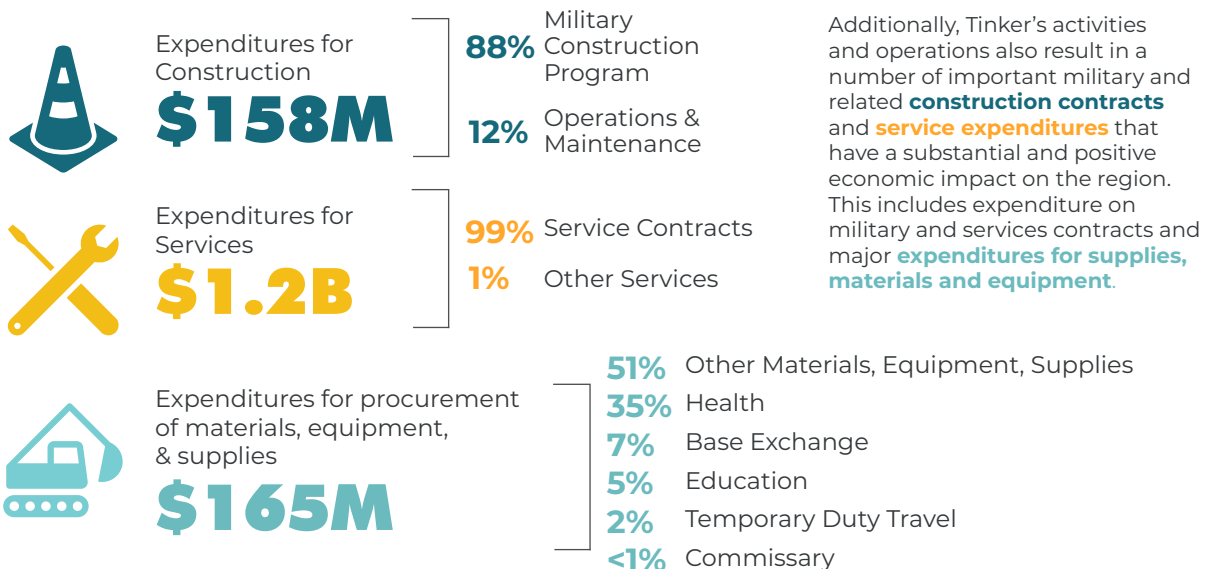 Expenditures for
Construction
$158M
88%
Military
Construction
Program
12%
Operations &
Maintenance
Additionally, Tinker’s activities
and operations also result in a
number of important military and
related construction contracts
and service expenditures that
have a substantial and positive
economic impact on the region.
This includes expenditure on
military and services contracts and
major expenditures for supplies,
materials and equipment.
Expenditures for
Services
$1.2B
99% Service Contracts
1% Other Services
Expenditures for procurement
of materials, equipment,
& supplies
$165M
51% Other Materials, Equipment, Supplies
35% Health
7% Base Exchange
5% Education
2% Temporary Duty Travel
<1% Commissary